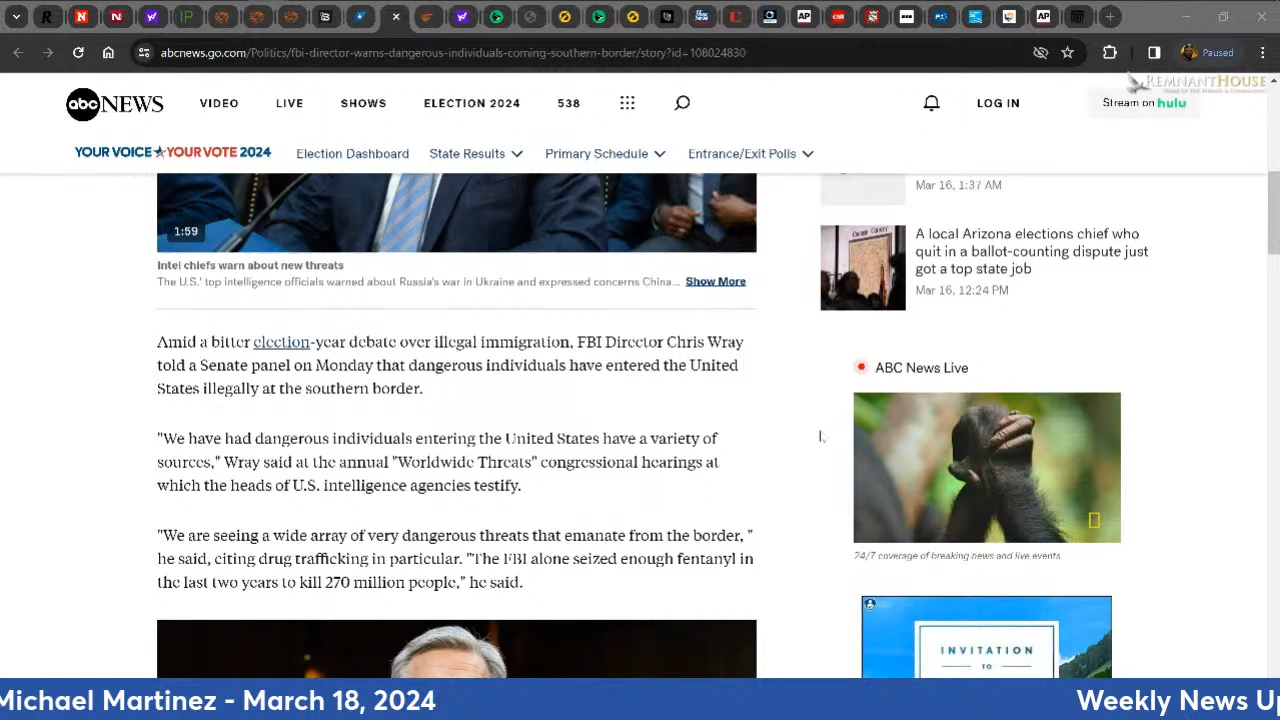 abcnews.go.com/Politics/fbi-director-warns-dangerous-individuals-coming-southern-border/story?id=108024830
Paused
REMNANTHOUSE
abc NEWS
VIDEO
LIVE
SHOWS
ELECTION 2024
538
LOG IN
Stream on hulu
YOUR VOICE YOUR VOTE 2024
Election Dashboard
State Results
Primary Schedule
Entrance/Exit Polls
1:59
Intel chiefs warn about new threats
The U.S.' top intelligence officials warned about Russia's war in Ukraine and expressed concerns China... Show More
Amid a bitter election-year debate over illegal immigration, FBI Director Chris Wray
told a Senate panel on Monday that dangerous individuals have entered the United
States illegally at the southern border.
"We have had dangerous individuals entering the United States have a variety of
sources," Wray said at the annual "Worldwide Threats" congressional hearings at
which the heads of U.S. intelligence agencies testify.
"We are seeing a wide array of very dangerous threats that emanate from the border, "
he said, citing drug trafficking in particular. "The FBI alone seized enough fentanyl in
the last two years to kill 270 million people," he said.
Mar 16, 1:37 AM
A local Arizona elections chief who
quit in a ballot-counting dispute just
got a top state job
Mar 16, 12:24 PM
ABC News Live
24/7 coverage of breaking news and live events
INVITATION
TO
Michael Martinez - March 18, 2024
Weekly News Up